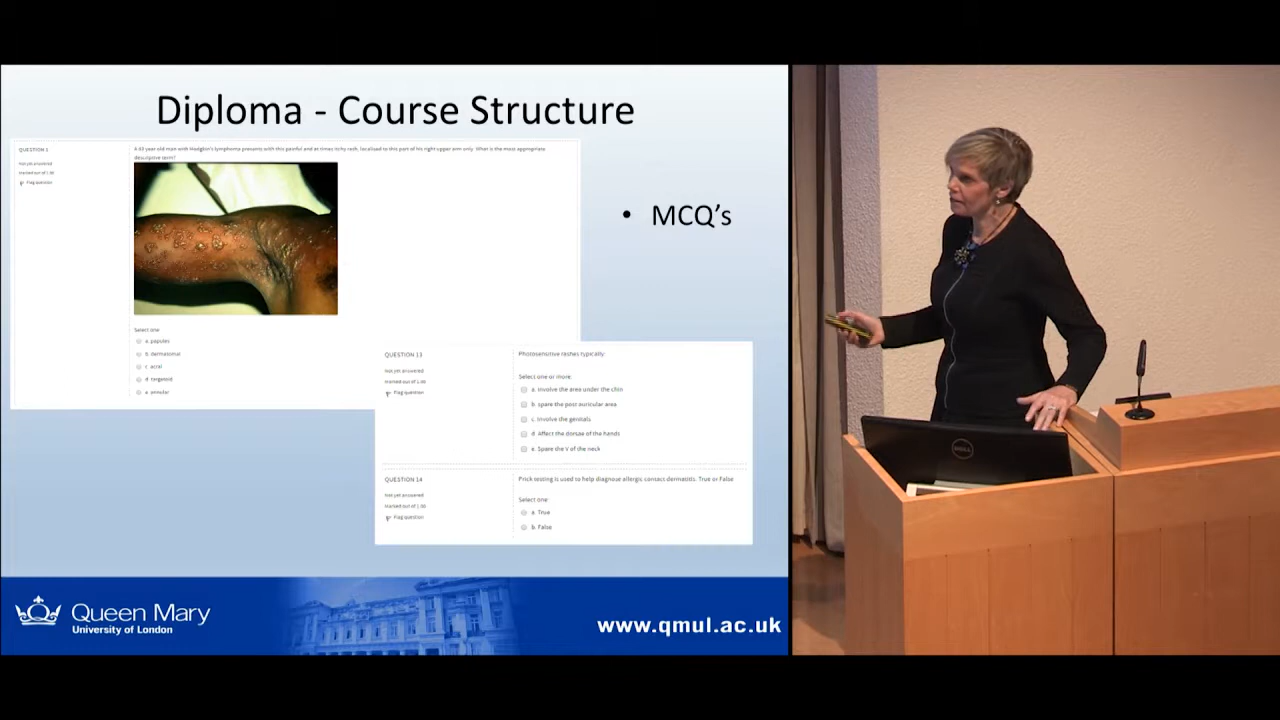 Diploma - Course Structure
QUESTION 1
Not yet answered
Marked out of 1.00
Flag question
A 40 year old man with Hodgkin's lymphoma presents with this painful and at times itchy rash, localised to this part of his right upper arm only. What is the most appropriate
descriptive term?
Select one
a. papules
b. dermatomal
c. acral
d. targetoid
e. annular
• MCQ's
QUESTION 13
Not yet answered
Marked out of 1.00
Flag question
Photosensitive rashes typically:
Select one or more:
a. Involve the area under the chin
b. spare the post auricular area
c. Involve the genitals
d. Affect the dorsae of the hands
e. Spare the V of the neck
QUESTION 14
Not yet answered
Marked out of 1.00
Flag question
Prick testing is used to help diagnose allergic contact dermatitis. True or False
Select one:
a. True
b. False
Queen Mary
University of London
www.qmul.ac.uk
DELL